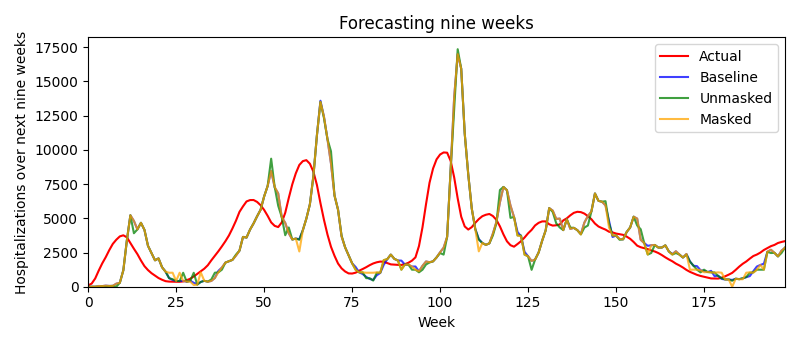 Forecasting nine weeks
Hospitalizations over next nine weeks
17500
15000
12500
10000
7500
5000
2500
0
Actual
Baseline
Unmasked
Masked
0
25
50
75
100
125
150
175
Week